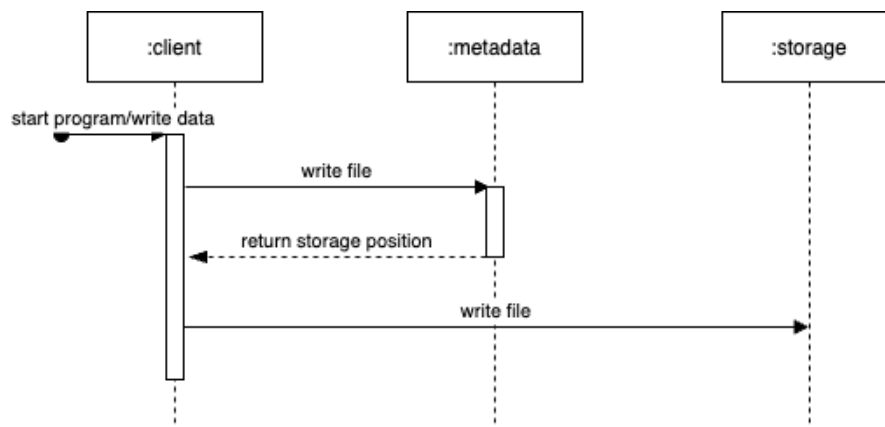 :client
:metadata
:storage
start program/write data
write file
return storage position
write file